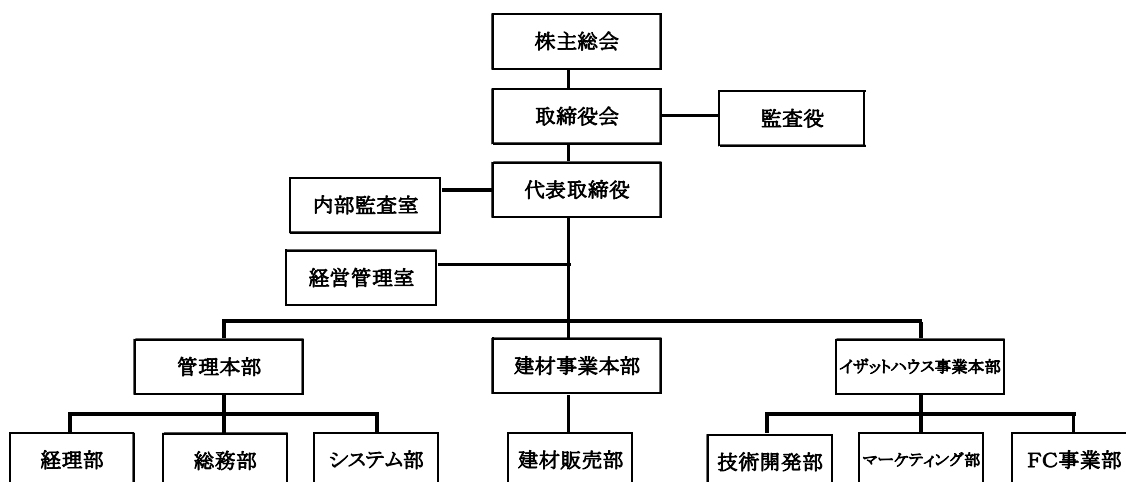 株主総会
取締役会
監査役
代表取締役
内部監査室
経営管理室
管理本部
建材事業本部
イザットハウス事業本部
経理部
総務部
システム部
建材販売部
技術開発部
マーケティング部
FC事業部